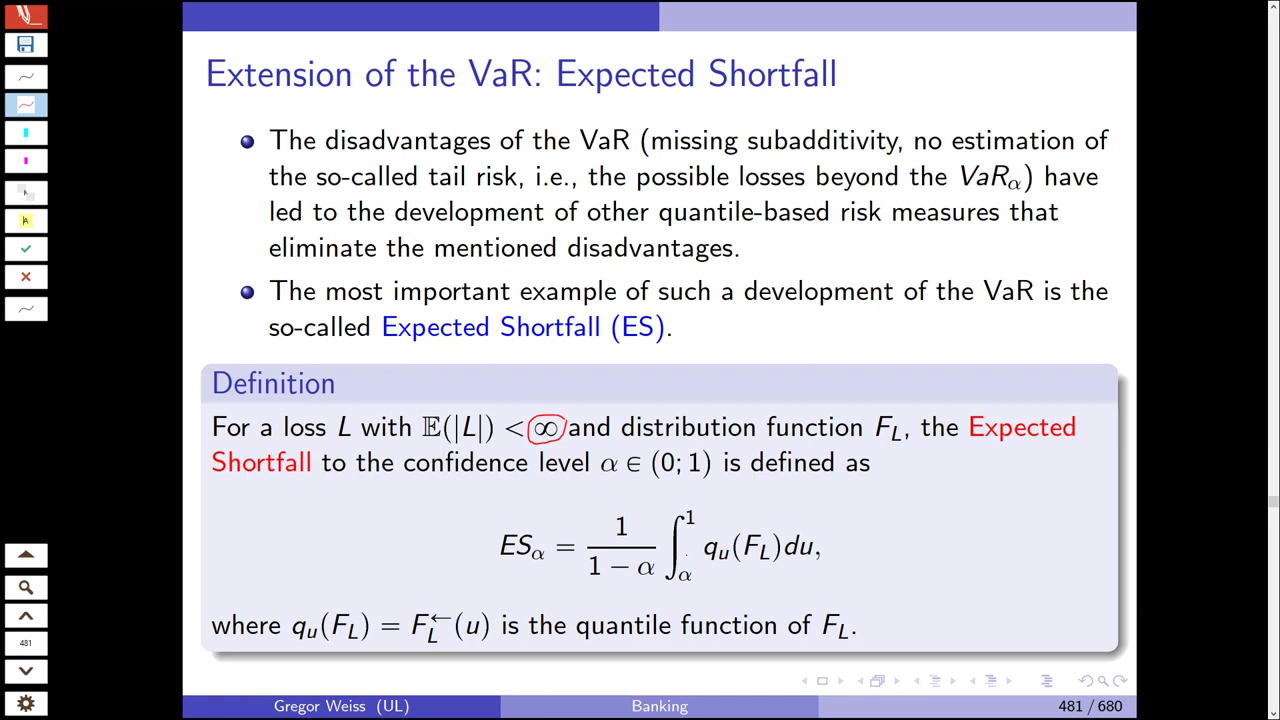 Extension of the VaR: Expected Shortfall
The disadvantages of the VaR (missing subadditivity, no estimation of
the so-called tail risk, i.e., the possible losses beyond the VaRα) have
led to the development of other quantile-based risk measures that
eliminate the mentioned disadvantages.
The most important example of such a development of the VaR is the
so-called Expected Shortfall (ES).
Definition
For a loss L with 𝔼(|L|) < ∞ and distribution function F_L, the Expected
Shortfall to the confidence level α ∈ (0; 1) is defined as
ES_α = 1/(1 − α) ∫_α^1 q_u(F_L)du,
where q_u(F_L) = F_L^←(u) is the quantile function of F_L.
481
Gregor Weiss (UL) Banking 481 / 680